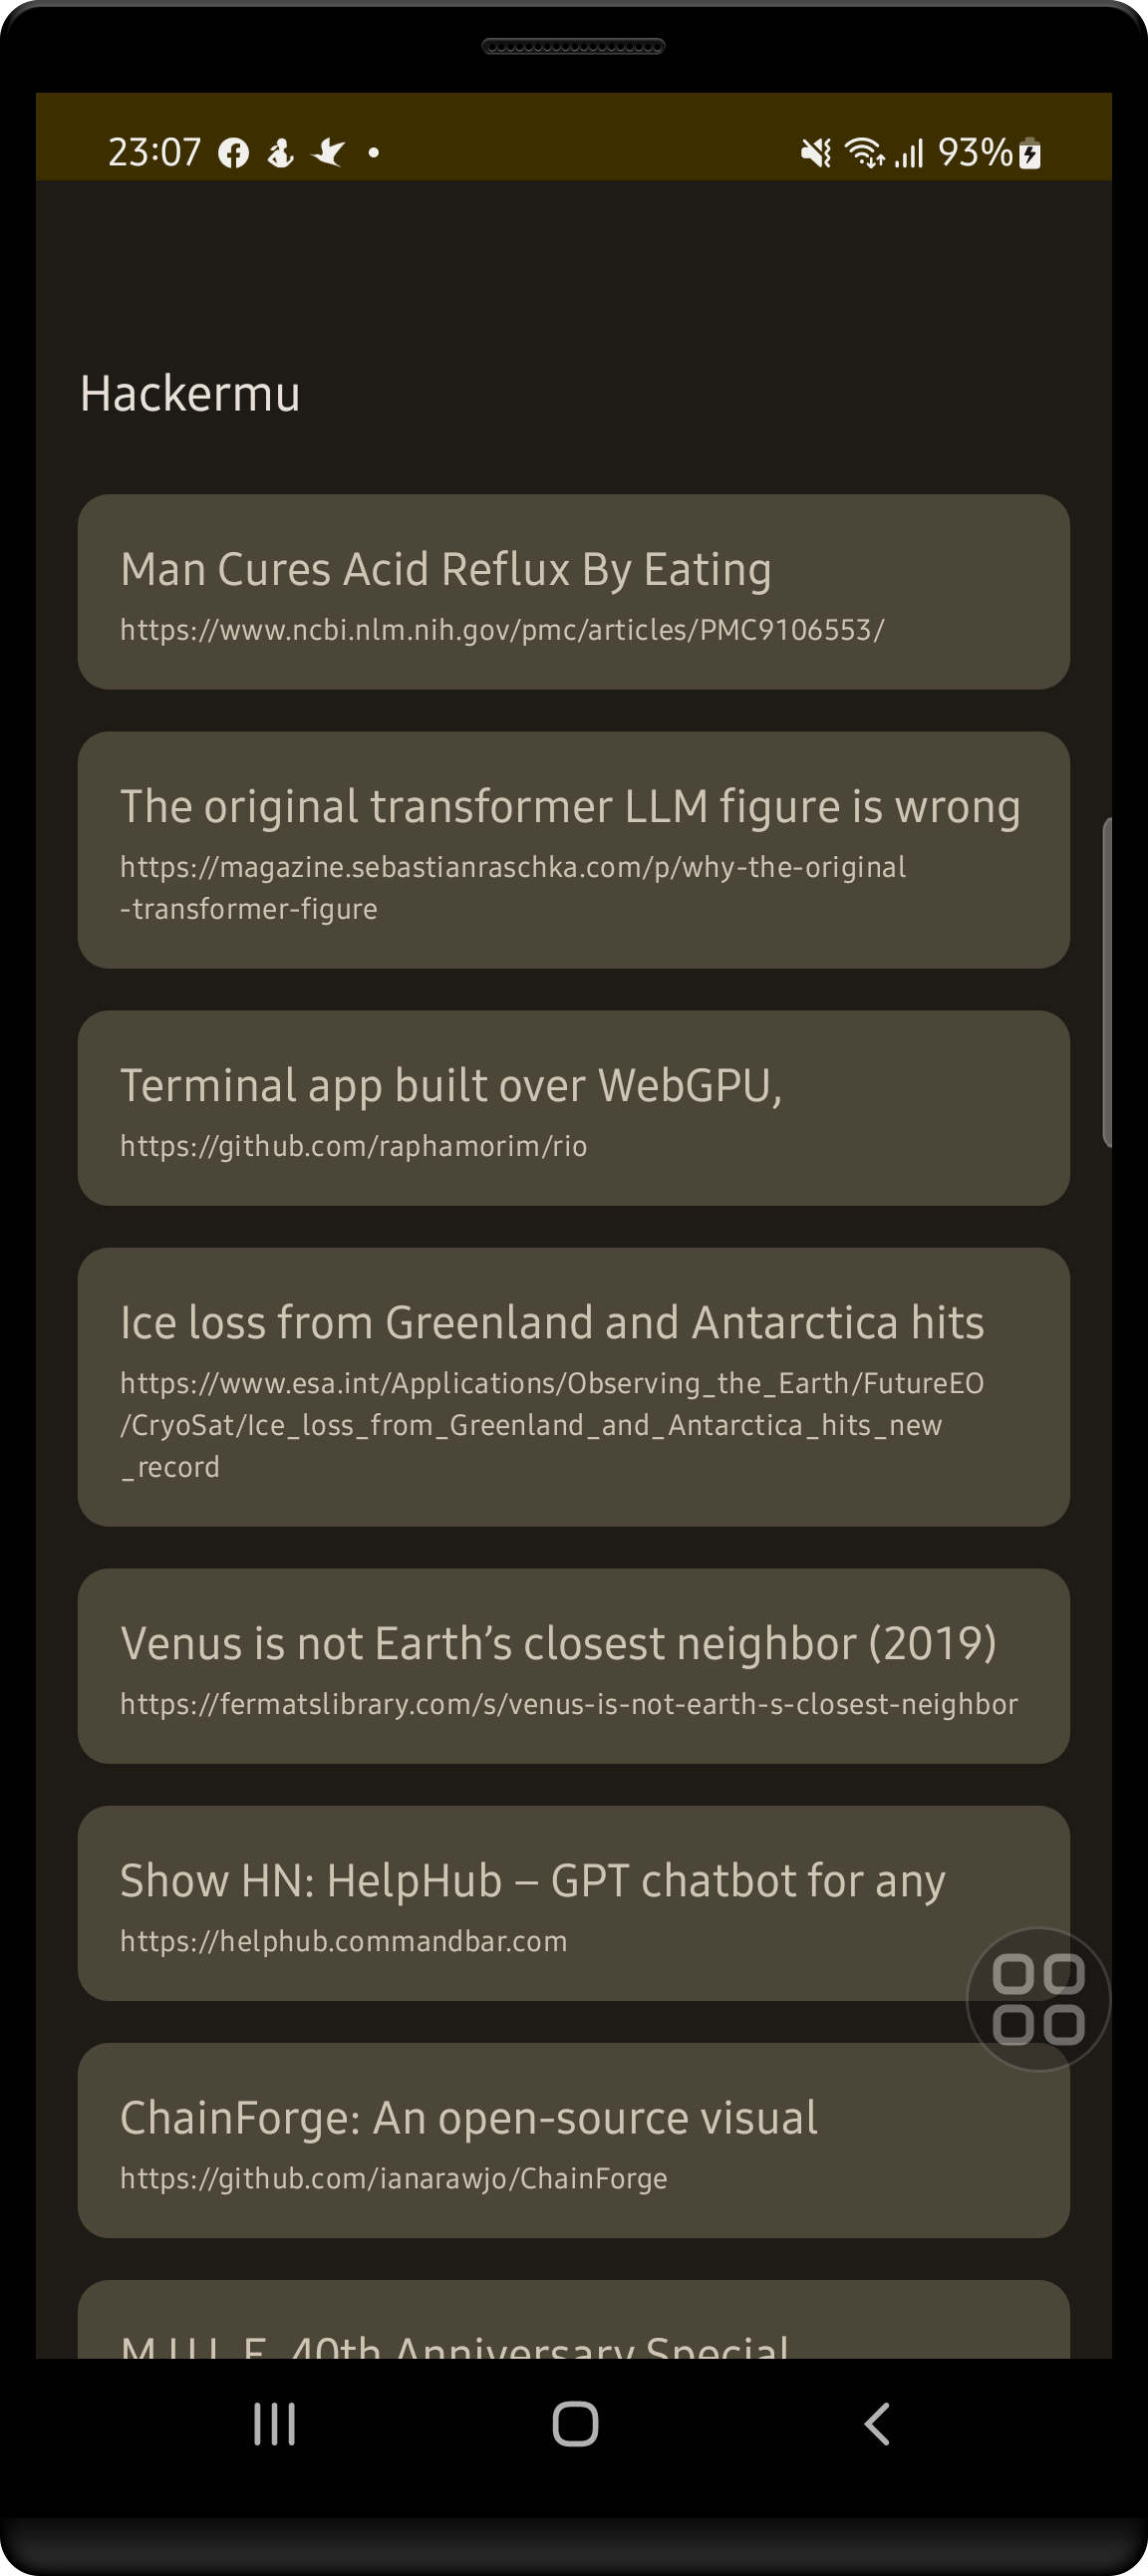 23:07
93%
Hackermu
Man Cures Acid Reflux By Eating
https://www.ncbi.nlm.nih.gov/pmc/articles/PMC9106553/
The original transformer LLM figure is wrong
https://magazine.sebastianraschka.com/p/why-the-original
-transformer-figure
Terminal app built over WebGPU,
https://github.com/raphamorim/rio
Ice loss from Greenland and Antarctica hits
https://www.esa.int/Applications/Observing_the_Earth/FutureEO
/CryoSat/Ice_loss_from_Greenland_and_Antarctica_hits_new
_record
Venus is not Earth’s closest neighbor (2019)
https://fermatslibrary.com/s/venus-is-not-earth-s-closest-neighbor
Show HN: HelpHub – GPT chatbot for any
https://helphub.commandbar.com
ChainForge: An open-source visual
https://github.com/ianarawjo/ChainForge
M.U.L.E. 40th Anniversary Special